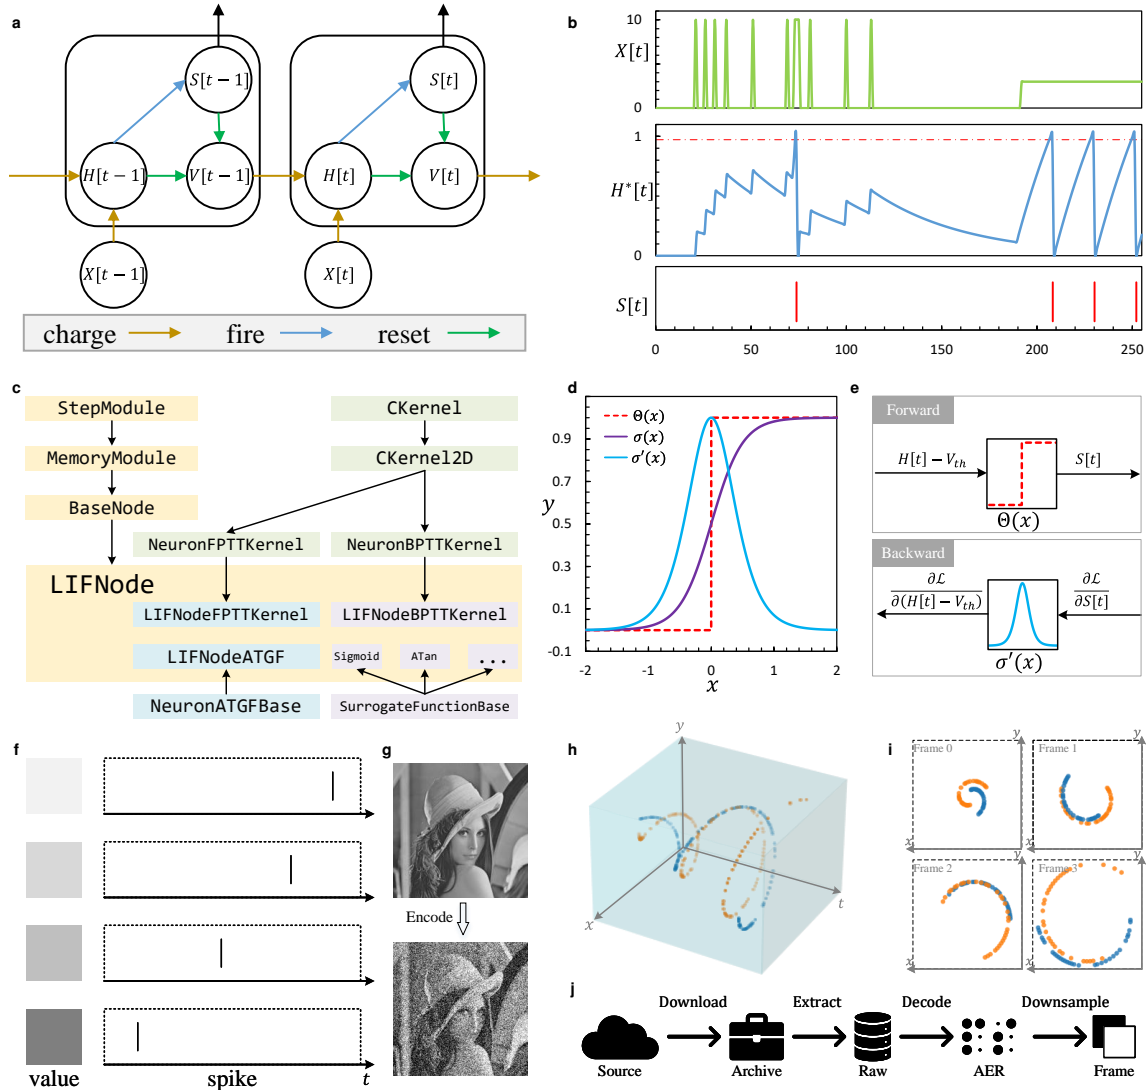 a
S[t − 1]
S[t]
H[t − 1]
V[t − 1]
H[t]
V[t]
X[t − 1]
X[t]
charge
fire
reset
b
10
X[t]
0
1
H*[t]
0
S[t]
0
50
100
150
200
250
c
StepModule
CKernel
MemoryModule
CKernel2D
BaseNode
NeuronFPTTKernel
NeuronBPTTKernel
LIFNode
LIFNodeFPTTKernel
LIFNodeBPTTKernel
LIFNodeATGF
Sigmoid
ATan
...
NeuronATGFBase
SurrogateFunctionBase
d
Θ(x)
σ(x)
σ′(x)
0.9
0.7
y
0.5
0.3
0.1
-0.1
-2
-1
0
1
2
x
e
Forward
H[t] − V_th
S[t]
Θ(x)
Backward
∂ℒ
∂(H[t] − V_th)
∂ℒ
∂S[t]
σ′(x)
f
value
spike
t
g
Encode
h
y
x
t
i
Frame 0
y
x
Frame 1
y
x
Frame 2
y
x
Frame 3
y
x
j
Download
Extract
Decode
Downsample
Source
Archive
Raw
AER
Frame